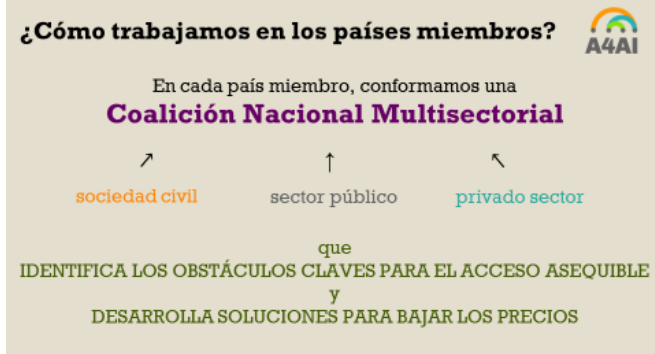 ¿Cómo trabajamos en los países miembros?
A4AI
En cada país miembro, conformamos una
Coalición Nacional Multisectorial
sociedad civil
sector público
privado sector
que
IDENTIFICA LOS OBSTÁCULOS CLAVES PARA EL ACCESO ASEQUIBLE
y
DESARROLLA SOLUCIONES PARA BAJAR LOS PRECIOS